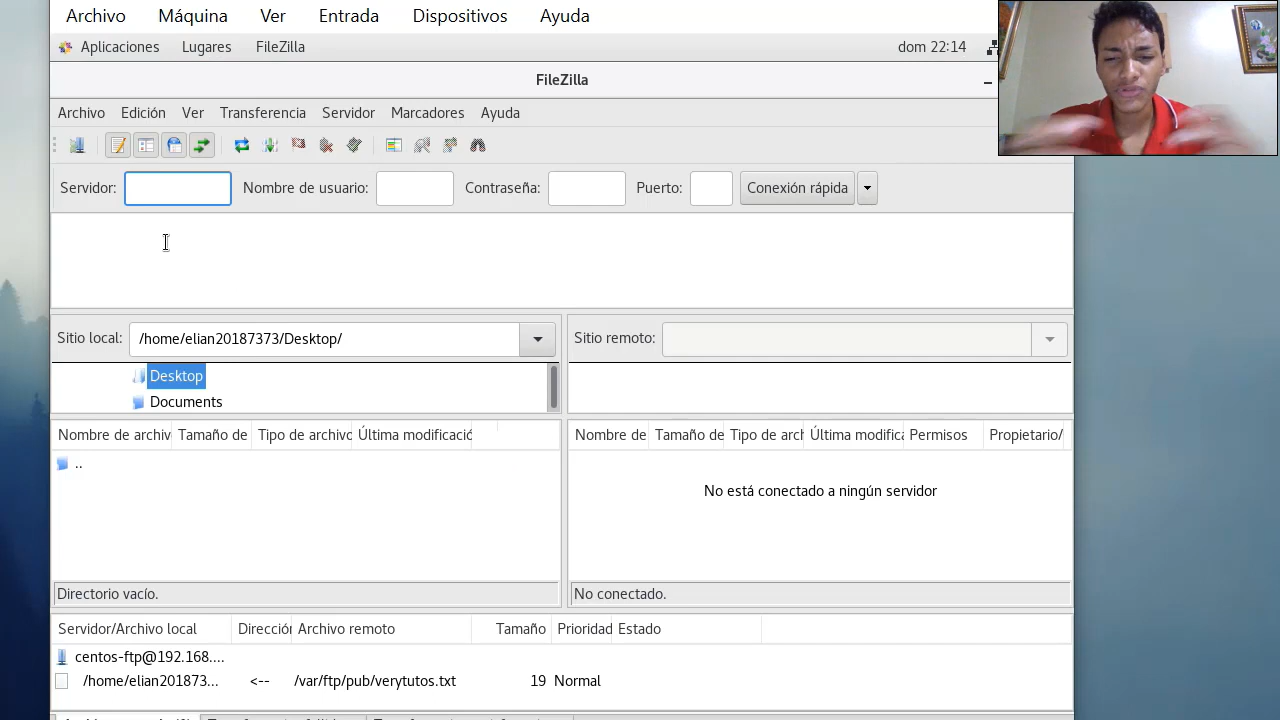 Archivo Máquina Ver Entrada Dispositivos Ayuda
Aplicaciones Lugares FileZilla dom 22:14
FileZilla
Archivo Edición Ver Transferencia Servidor Marcadores Ayuda
Servidor: Nombre de usuario: Contraseña: Puerto: Conexión rápida
Sitio local: /home/elian20187373/Desktop/ Sitio remoto:
Desktop
Documents
Nombre de archiv Tamaño de Tipo de archivo Última modificació Nombre de Tamaño de Tipo de arch Última modifica Permisos Propietario/
..
No está conectado a ningún servidor
Directorio vacío. No conectado.
Servidor/Archivo local Dirección Archivo remoto Tamaño Prioridad Estado
centos-ftp@192.168....
/home/elian201873... <-- /var/ftp/pub/verytutos.txt 19 Normal